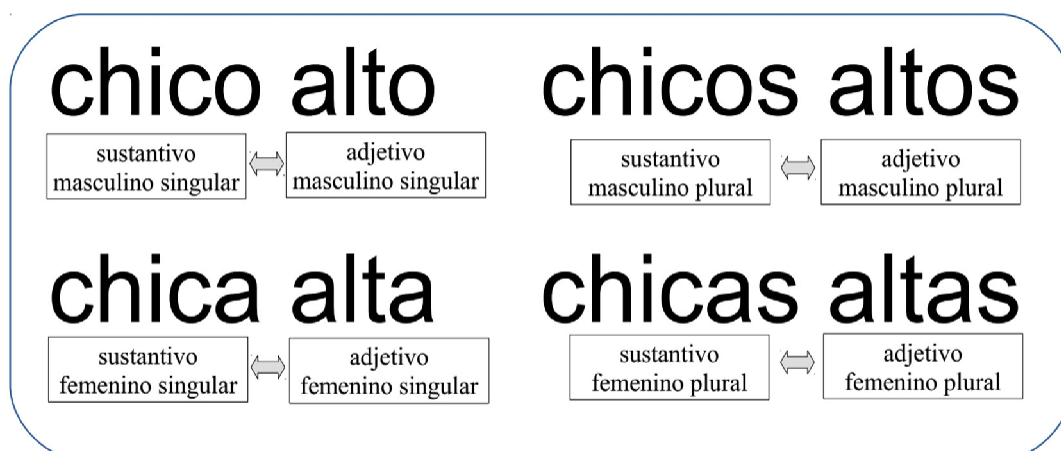 chico alto
sustantivo
masculino singular
adjetivo
masculino singular
chicos altos
sustantivo
masculino plural
adjetivo
masculino plural
chica alta
sustantivo
femenino singular
adjetivo
femenino singular
chicas altas
sustantivo
femenino plural
adjetivo
femenino plural